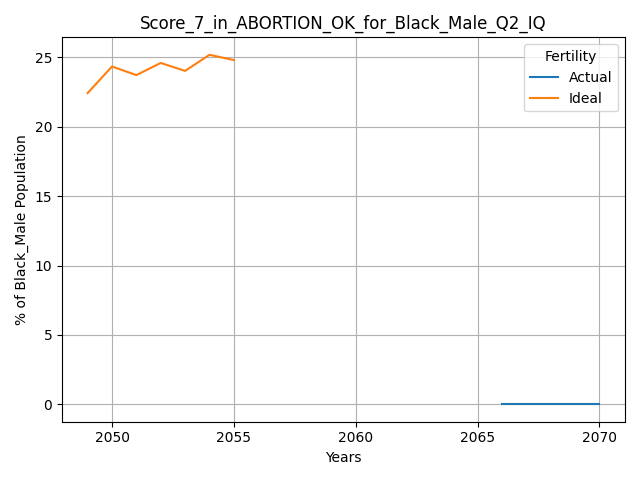 Score_7_in_ABORTION_OK_for_Black_Male_Q2_IQ
% of Black_Male Population
25
20
15
10
5
0
Fertility
Actual
Ideal
2050
2055
2060
2065
2070
Years